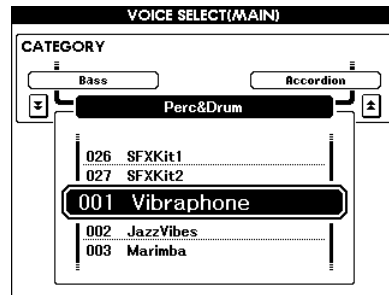 VOICE SELECT(MAIN)
CATEGORY
Bass
Accordion
Perc&Drum
026 SFXKit1
027 SFXKit2
001 Vibraphone
002 JazzVibes
003 Marimba